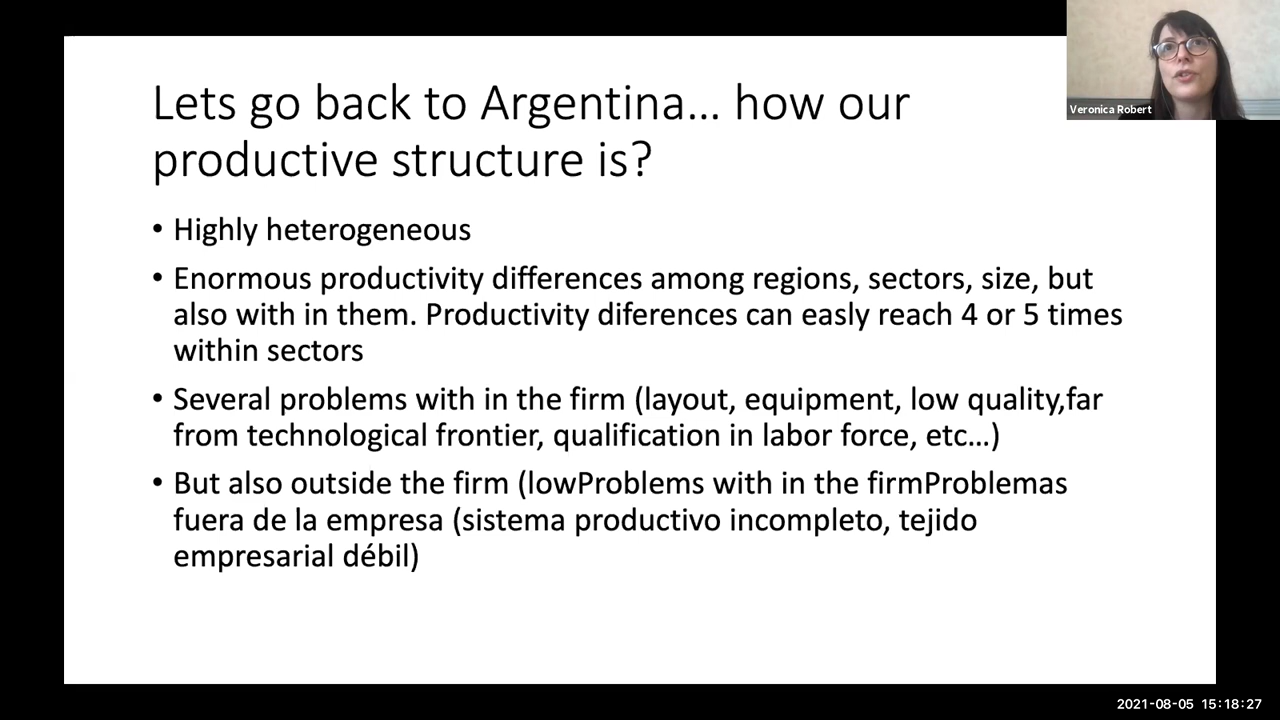 Lets go back to Argentina... how our
productive structure is?
• Highly heterogeneous
• Enormous productivity differences among regions, sectors, size, but
also with in them. Productivity diferences can easly reach 4 or 5 times
within sectors
• Several problems with in the firm (layout, equipment, low quality,far
from technological frontier, qualification in labor force, etc...)
• But also outside the firm (lowProblems with in the firmProblemas
fuera de la empresa (sistema productivo incompleto, tejido
empresarial débil)
Veronica Robert
2021-08-05 15:18:27